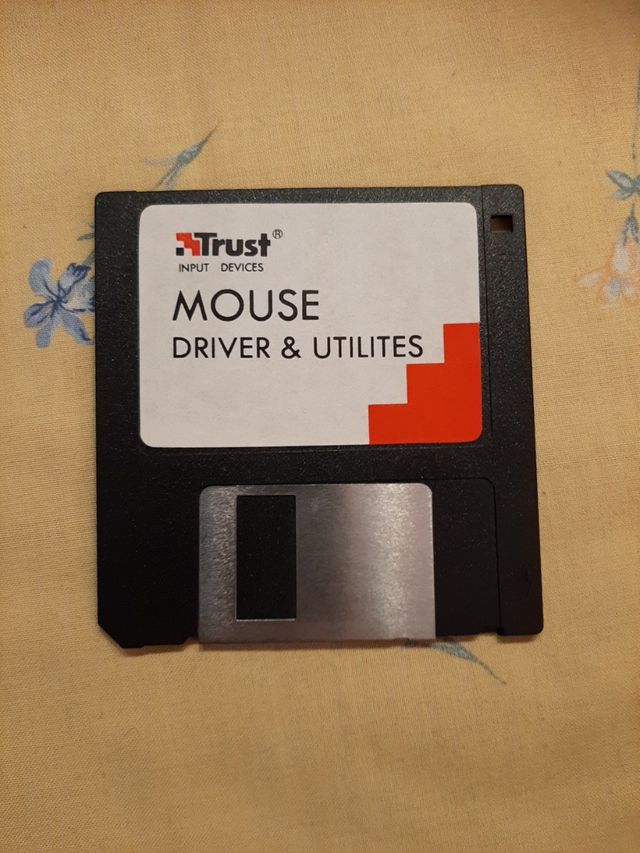 Trust®
INPUT DEVICES
MOUSE
DRIVER & UTILITES